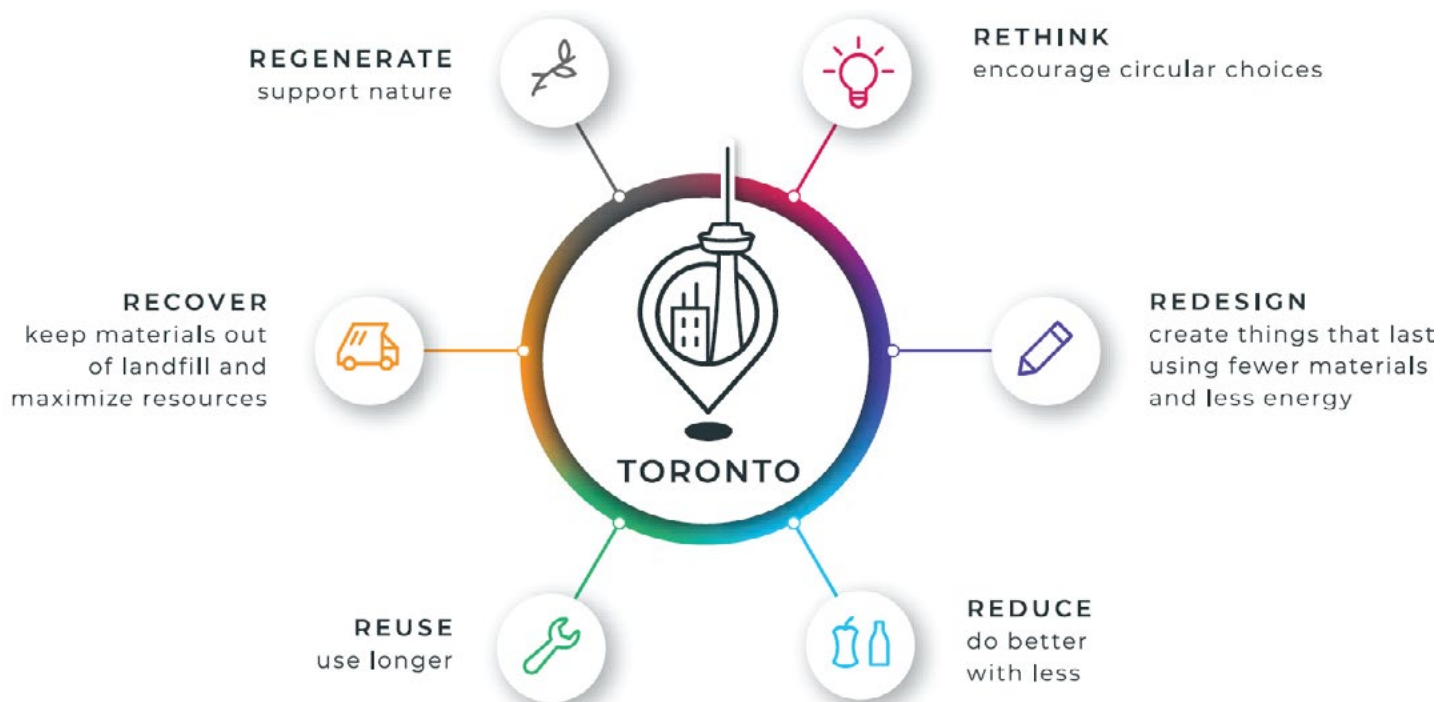 REGENERATE
support nature
RETHINK
encourage circular choices
RECOVER
keep materials out
of landfill and
maximize resources
REDESIGN
create things that last
using fewer materials
and less energy
TORONTO
REUSE
use longer
REDUCE
do better
with less